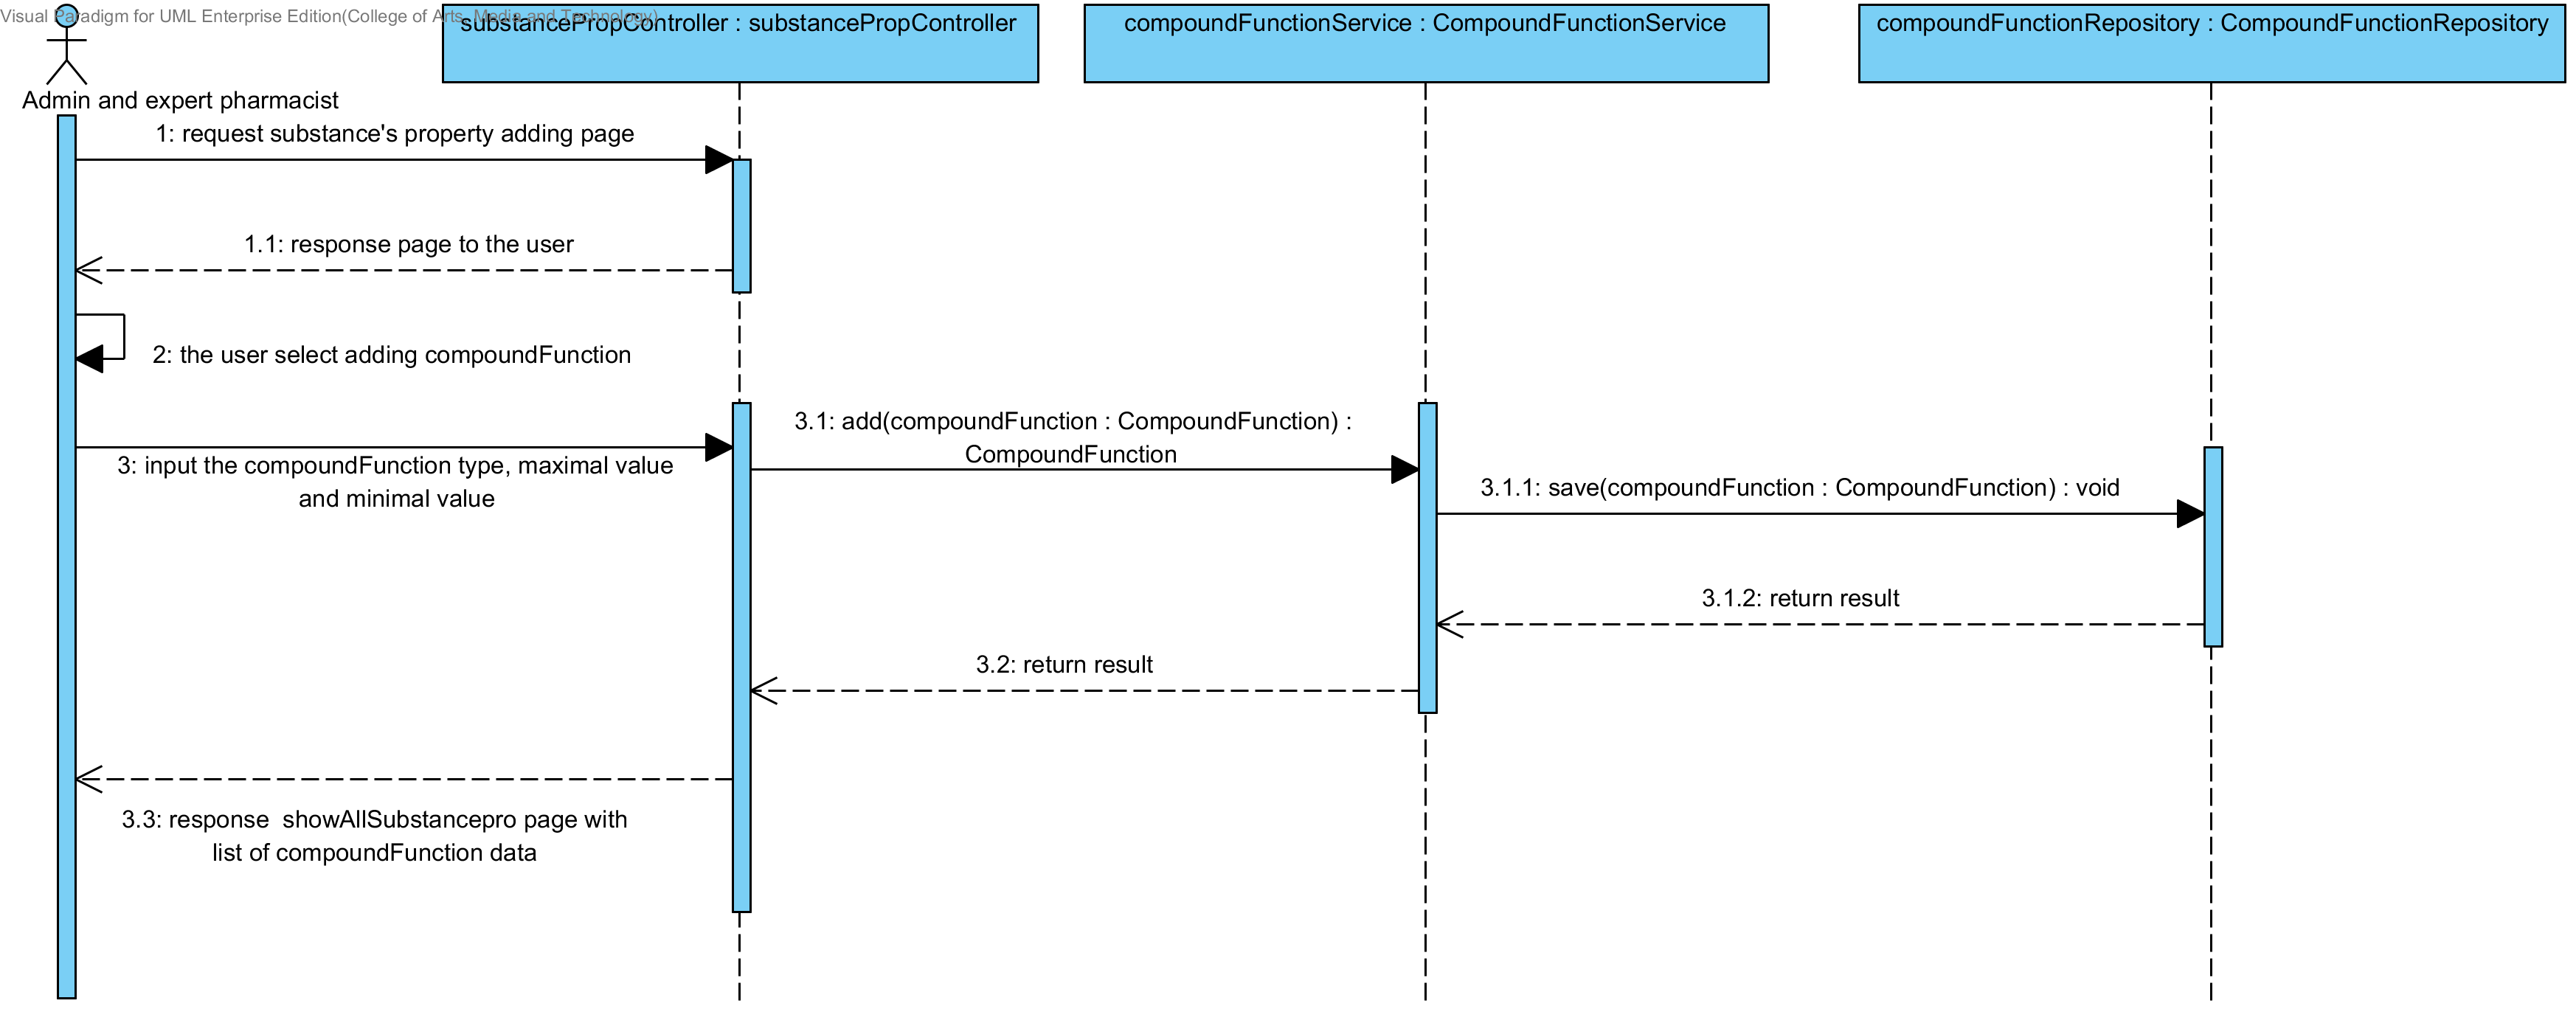 Visual Paradigm for UML Enterprise Edition(College of Arts, Media and Technology)
substancePropController : substancePropController
compoundFunctionService : CompoundFunctionService
compoundFunctionRepository : CompoundFunctionRepository
Admin and expert pharmacist
1: request substance's property adding page
1.1: response page to the user
2: the user select adding compoundFunction
3: input the compoundFunction type, maximal value
and minimal value
3.1: add(compoundFunction : CompoundFunction) :
CompoundFunction
3.1.1: save(compoundFunction : CompoundFunction) : void
3.1.2: return result
3.2: return result
3.3: response  showAllSubstancepro page with
list of compoundFunction data